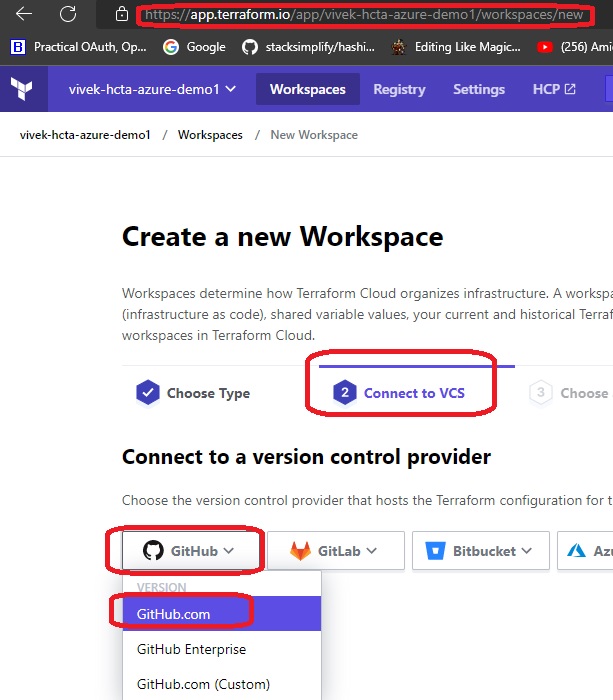 https://app.terraform.io/app/vivek-hcta-azure-demo1/workspaces/new
B Practical OAuth, Op... Google stacksimplify/hashi... Editing Like Magic... (256) Ami
vivek-hcta-azure-demo1 Workspaces Registry Settings HCP
vivek-hcta-azure-demo1 / Workspaces / New Workspace
Create a new Workspace
Workspaces determine how Terraform Cloud organizes infrastructure. A worksp
(infrastructure as code), shared variable values, your current and historical Terraf
workspaces in Terraform Cloud.
Choose Type 2 Connect to VCS 3 Choose
Connect to a version control provider
Choose the version control provider that hosts the Terraform configuration for t
GitHub GitLab Bitbucket Azu
VERSION
GitHub.com
GitHub Enterprise
GitHub.com (Custom)